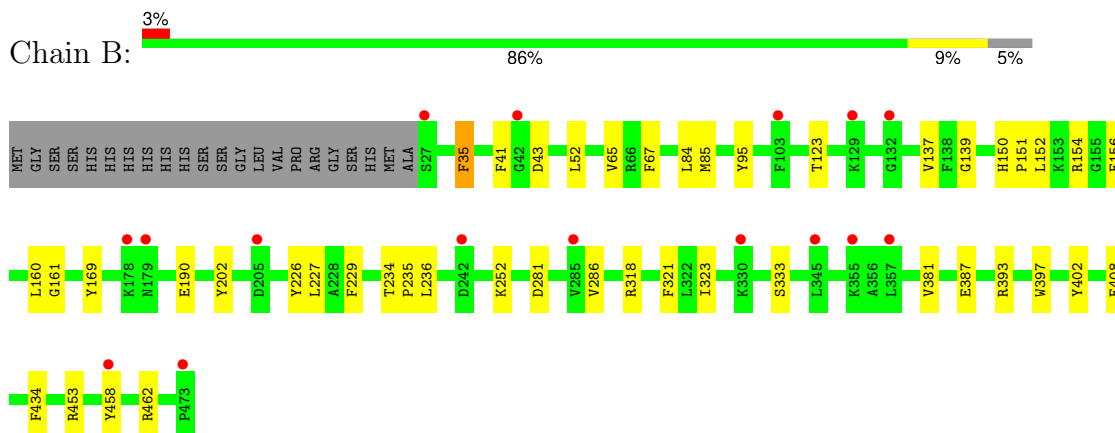 3%
Chain B:
86% 9% 5%
MET GLY SER SER HIS HIS HIS HIS HIS HIS SER SER GLY LEU VAL PRO ARG GLY SER HIS MET ALA S27 F35 F41 G42 D43 L52 V65 R66 F67 L84 M85 Y95 F103 T123 K129 G132 V137 F138 G139 H150 P151 L152 K153 R154 G155 E156
L160 G161 Y169 K178 N179 E190 Y202 D205 Y226 L227 A228 F229 T234 P235 L236 D242 K252 D281 V285 V286 R318 F321 L322 I323 K330 S333 L345 K355 A356 L357 V381 E387 R393 W397 Y402
F434 R453 Y458 R462 P473